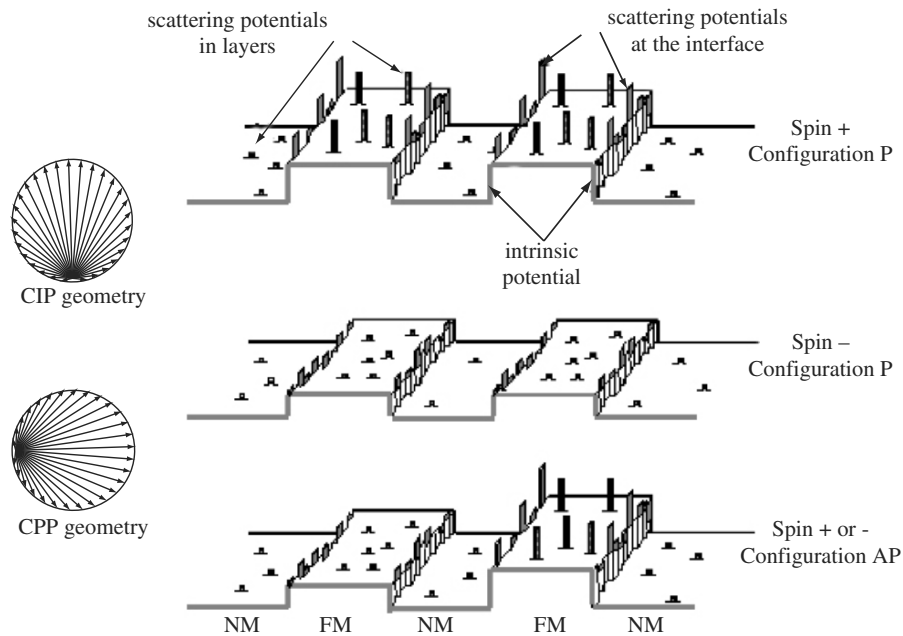 scattering potentials
in layers
scattering potentials
at the interface
Spin +
Configuration P
intrinsic
potential
CIP geometry
Spin –
Configuration P
CPP geometry
Spin + or -
Configuration AP
NM FM NM FM NM